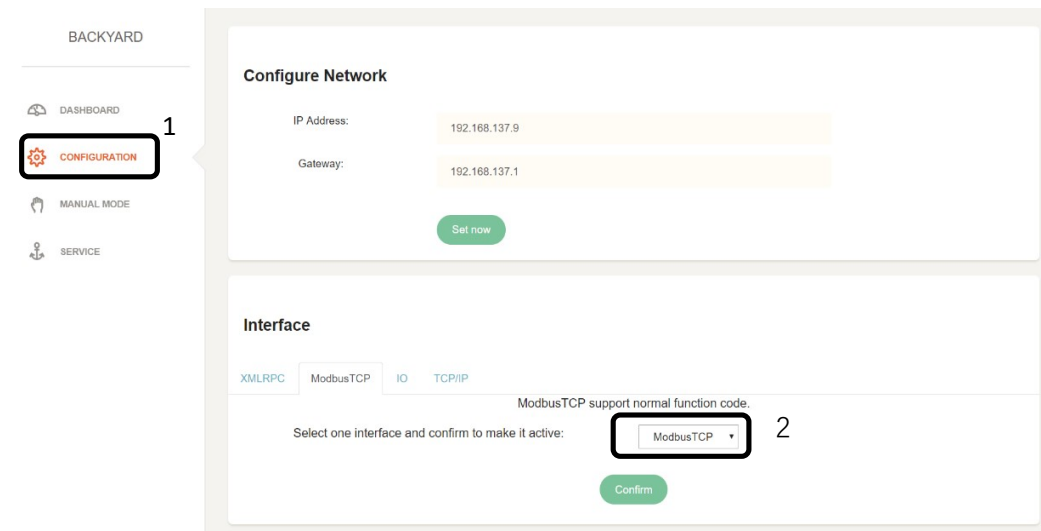 BACKYARD
DASHBOARD
1
CONFIGURATION
MANUAL MODE
SERVICE
Configure Network
IP Address: 192.168.137.9
Gateway: 192.168.137.1
Set now
Interface
XMLRPC ModbusTCP IO TCP/IP
ModbusTCP support normal function code.
Select one interface and confirm to make it active: ModbusTCP 2
Confirm